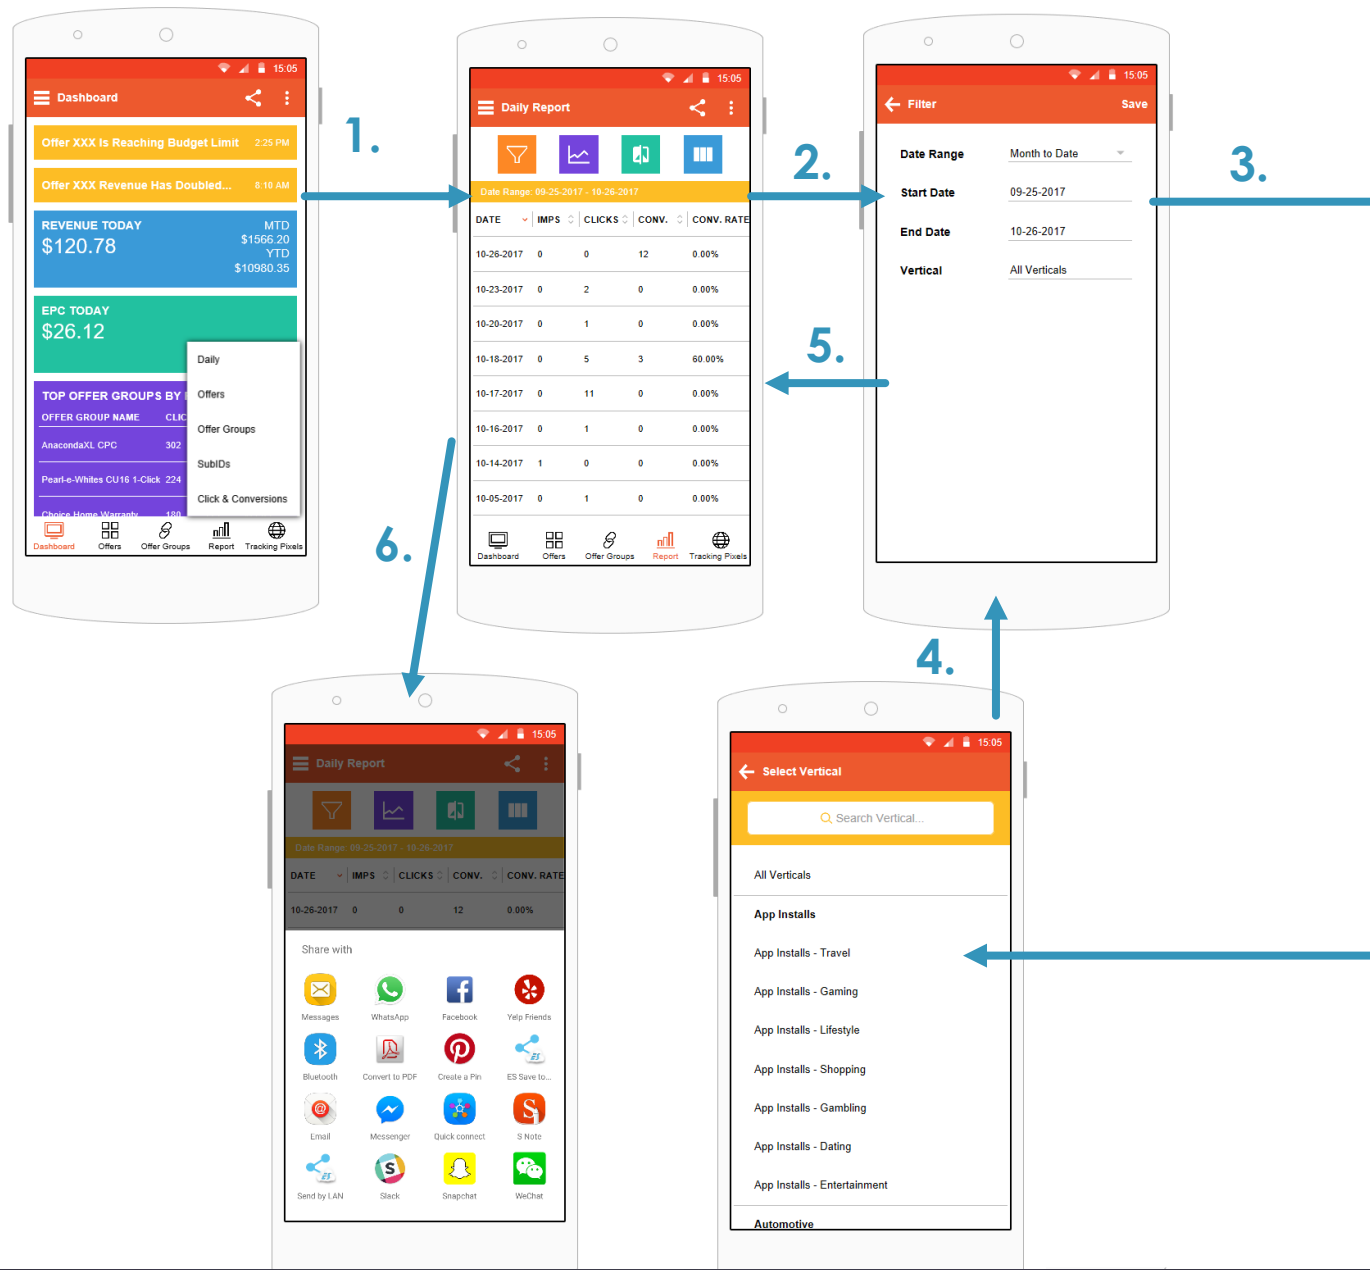 15:05
Dashboard
Offer XXX Is Reaching Budget Limit 2:25 PM
Offer XXX Revenue Has Doubled... 8:10 AM
REVENUE TODAY MTD
$120.78 $1566.20
YTD
$10980.35
EPC TODAY
$26.12
TOP OFFER GROUPS BY
OFFER GROUP NAME CLIC
AnacondaXL CPC 302
Pearl-e-Whites CU16 1-Click 224
Choice Home Warranty 180
Daily
Offers
Offer Groups
SubIDs
Click & Conversions
Dashboard Offers Offer Groups Report Tracking Pixels
1.
15:05
Daily Report
Date Range: 09-25-2017 - 10-26-2017
DATE IMPS CLICKS CONV. CONV. RATE
10-26-2017 0 0 12 0.00%
10-23-2017 0 2 0 0.00%
10-20-2017 0 1 0 0.00%
10-18-2017 0 5 3 60.00%
10-17-2017 0 11 0 0.00%
10-16-2017 0 1 0 0.00%
10-14-2017 1 0 0 0.00%
10-05-2017 0 1 0 0.00%
Dashboard Offers Offer Groups Report Tracking Pixels
2.
15:05
Filter Save
Date Range Month to Date
Start Date 09-25-2017
End Date 10-26-2017
Vertical All Verticals
3.
5.
6.
4.
15:05
Daily Report
Date Range: 09-25-2017 - 10-26-2017
DATE IMPS CLICKS CONV. CONV. RATE
10-26-2017 0 0 12 0.00%
Share with
Messages WhatsApp Facebook Yelp Friends
Bluetooth Convert to PDF Create a Pin ES Save to...
Email Messenger Quick connect S Note
Send by LAN Slack Snapchat WeChat
15:05
Select Vertical
Search Vertical...
All Verticals
App Installs
App Installs - Travel
App Installs - Gaming
App Installs - Lifestyle
App Installs - Shopping
App Installs - Gambling
App Installs - Dating
App Installs - Entertainment
Automotive